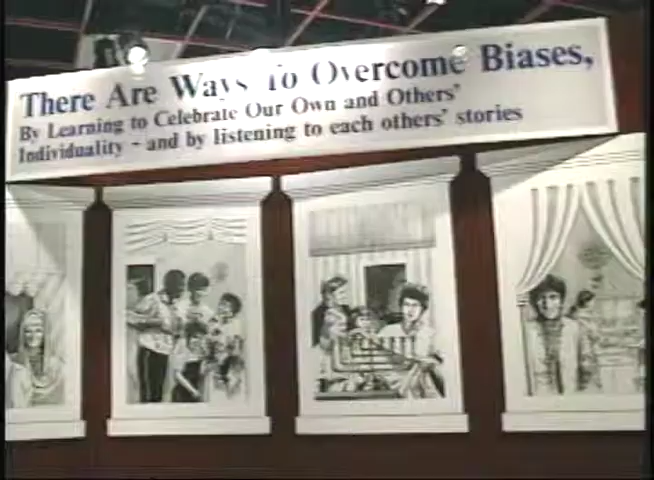 There Are Ways To Overcome Biases,
By Learning to Celebrate Our Own and Others'
Individuality - and by listening to each others' stories